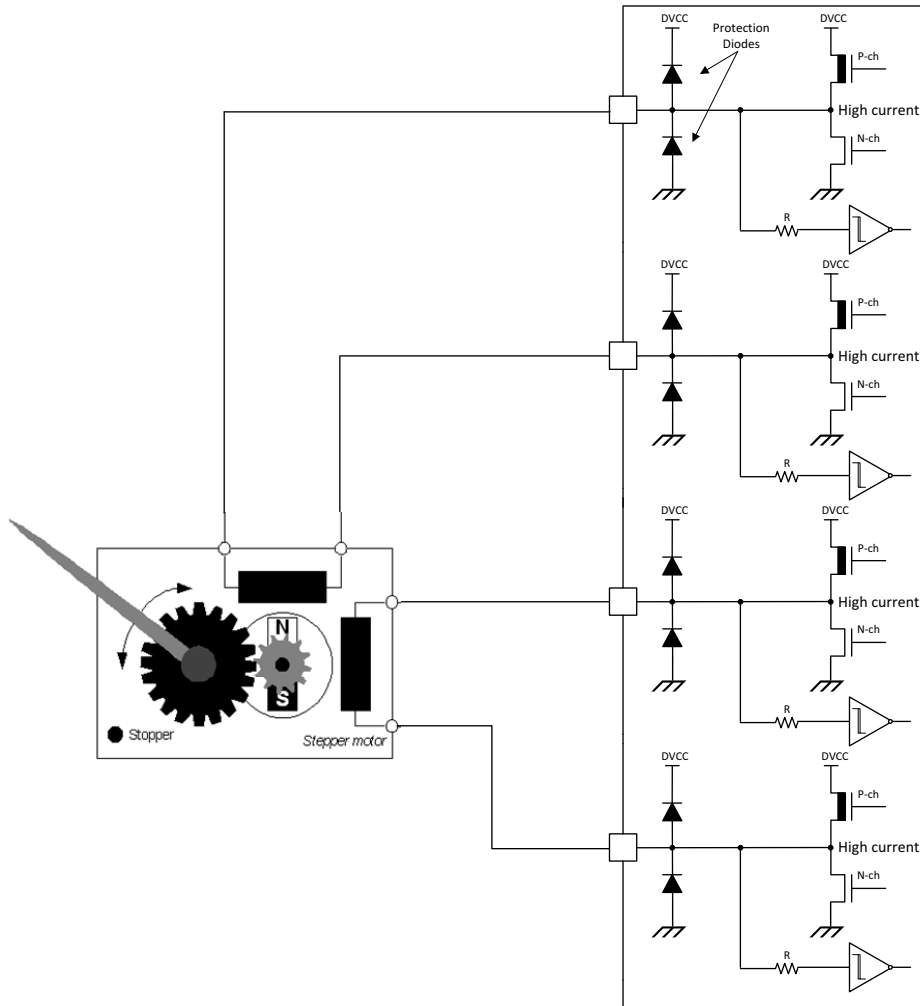 DVCC
DVCC
Protection
Diodes
P-ch
High current
N-ch
R
DVCC
DVCC
P-ch
High current
N-ch
R
DVCC
DVCC
P-ch
High current
N-ch
N
S
Stopper
Stepper motor
R
DVCC
DVCC
P-ch
High current
N-ch
R